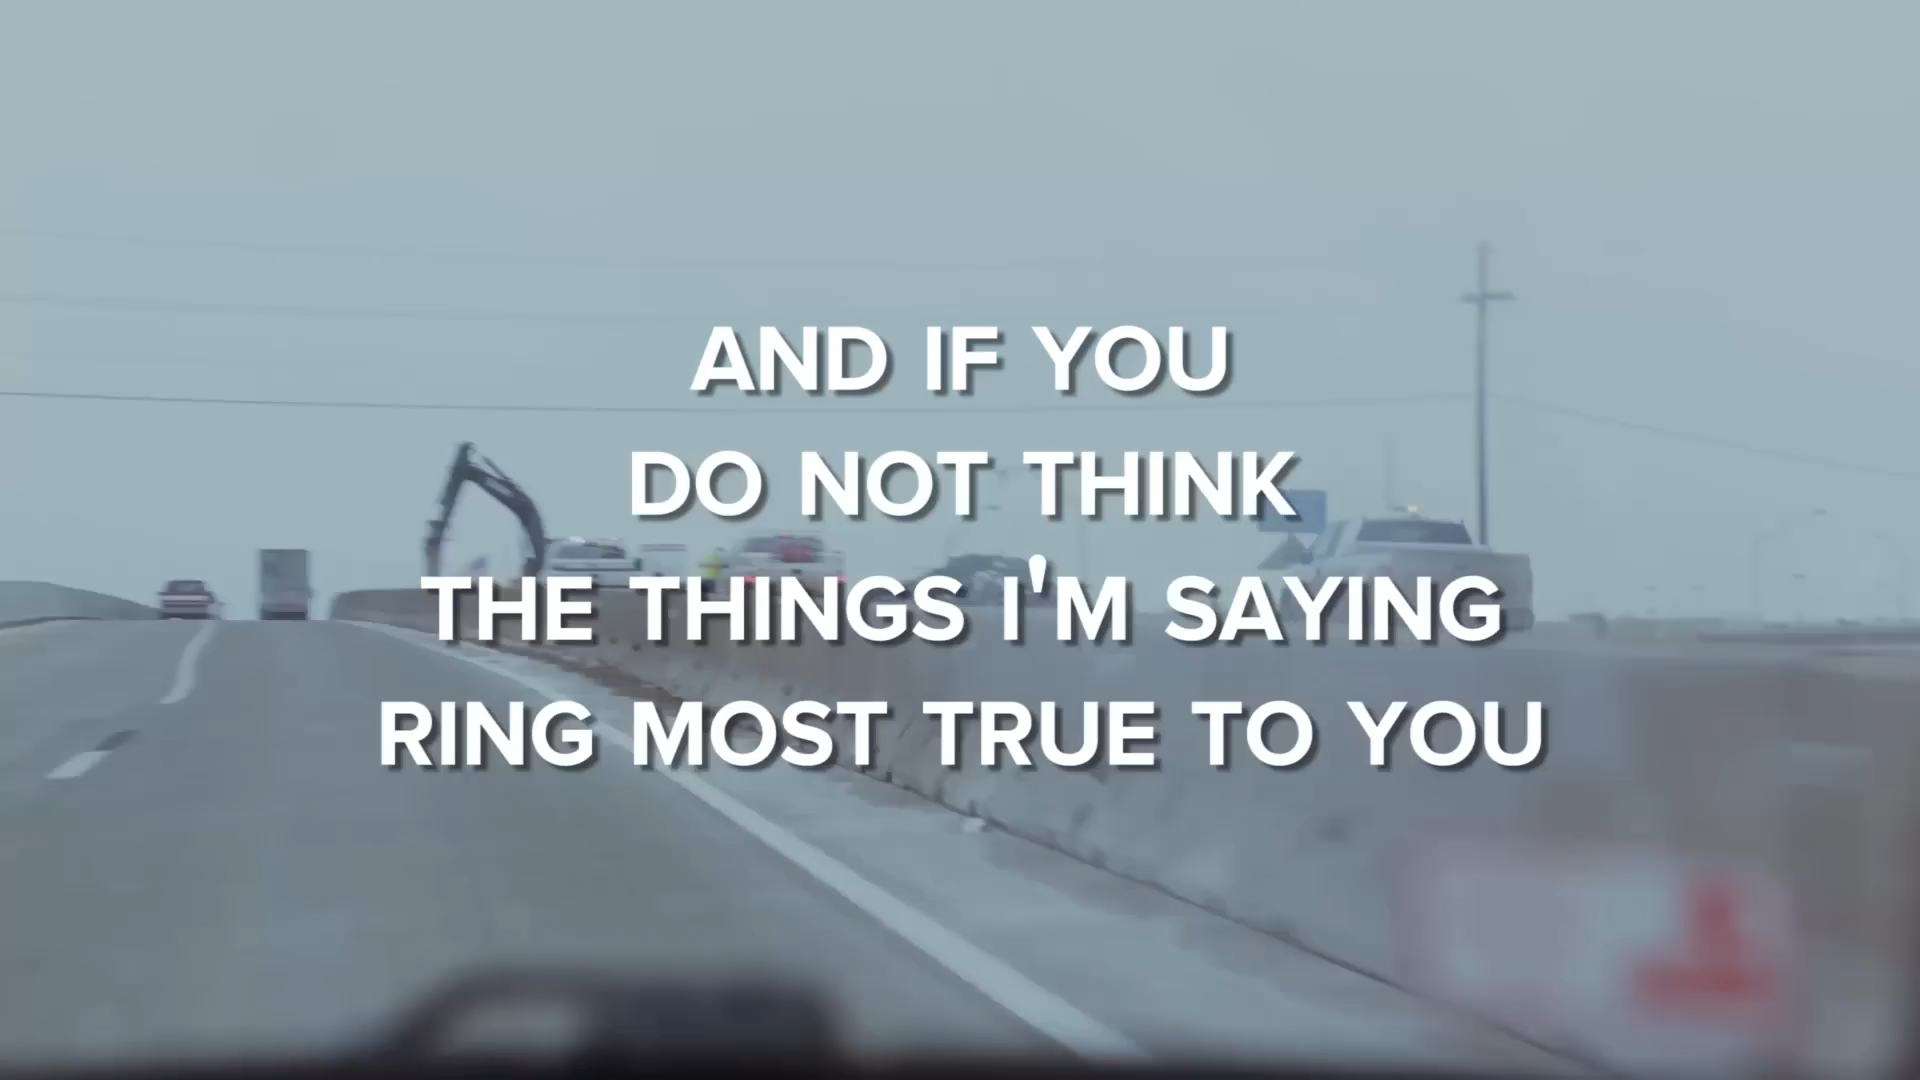 AND IF YOU
DO NOT THINK
THE THINGS I'M SAYING
RING MOST TRUE TO YOU